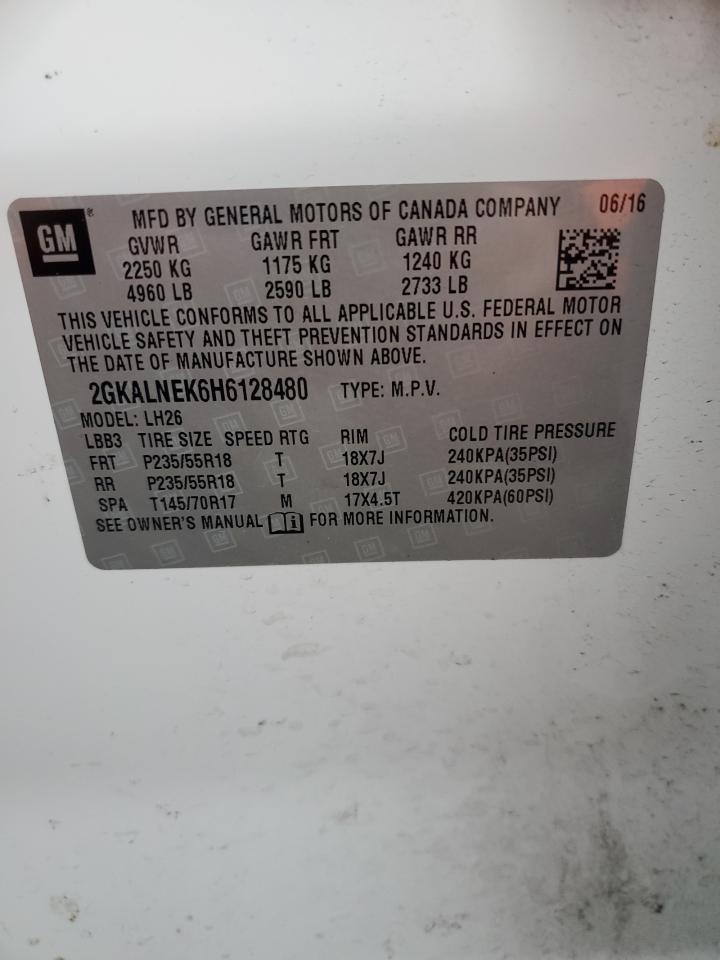 GM ® MFD BY GENERAL MOTORS OF CANADA COMPANY 06/16
GVWR GAWR FRT GAWR RR
2250 KG 1175 KG 1240 KG
4960 LB 2590 LB 2733 LB
THIS VEHICLE CONFORMS TO ALL APPLICABLE U.S. FEDERAL MOTOR
VEHICLE SAFETY AND THEFT PREVENTION STANDARDS IN EFFECT ON
THE DATE OF MANUFACTURE SHOWN ABOVE.
2GKALNEK6H6128480 TYPE: M.P.V.
MODEL: LH26
LBB3 TIRE SIZE SPEED RTG RIM COLD TIRE PRESSURE
FRT P235/55R18 T 18X7J 240KPA(35PSI)
RR P235/55R18 T 18X7J 240KPA(35PSI)
SPA T145/70R17 M 17X4.5T 420KPA(60PSI)
SEE OWNER'S MANUAL FOR MORE INFORMATION.